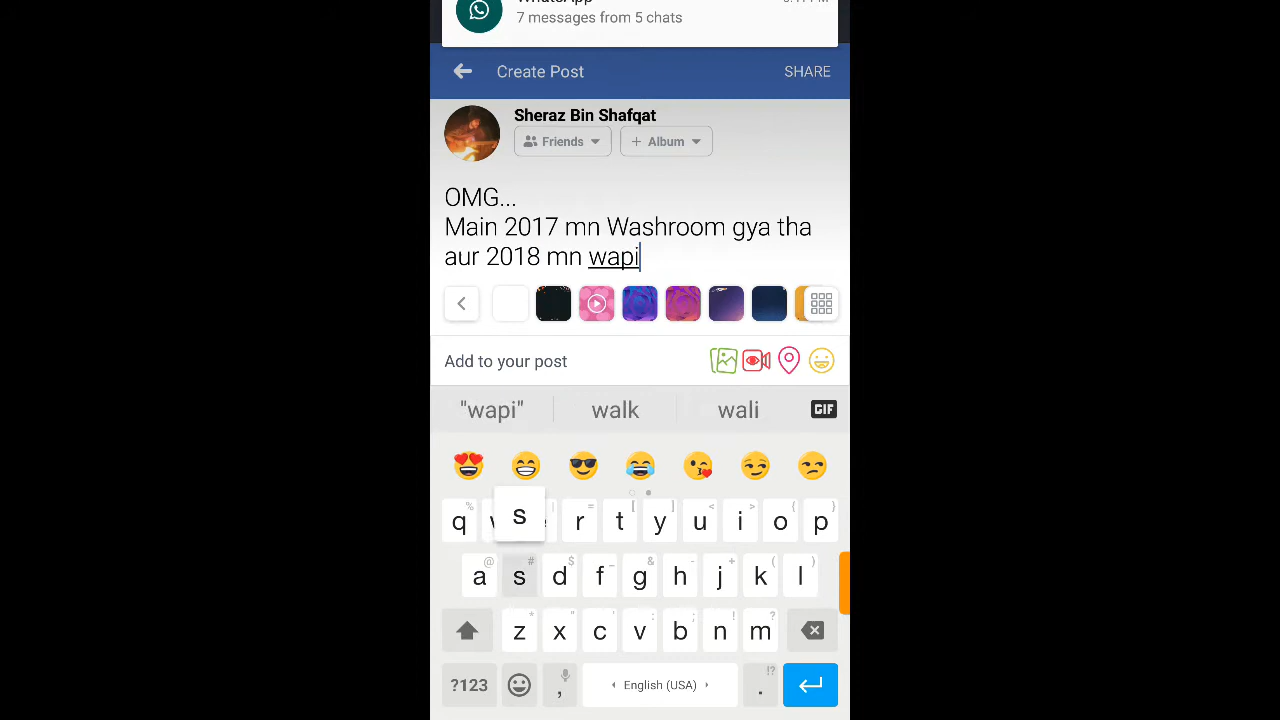 WhatsApp
7 messages from 5 chats
Create Post
SHARE
Sheraz Bin Shafqat
Friends
+ Album
OMG...
Main 2017 mn Washroom gya tha
aur 2018 mn wapi
Add to your post
"wapi" walk wali GIF
s
% | = [ ] < > { }
q w r t y u i o p
@ # $ _ & - + ( )
a s d f g h j k l
* " ' : ; ! ?
z x c v b n m
?123 , English (USA) . !?